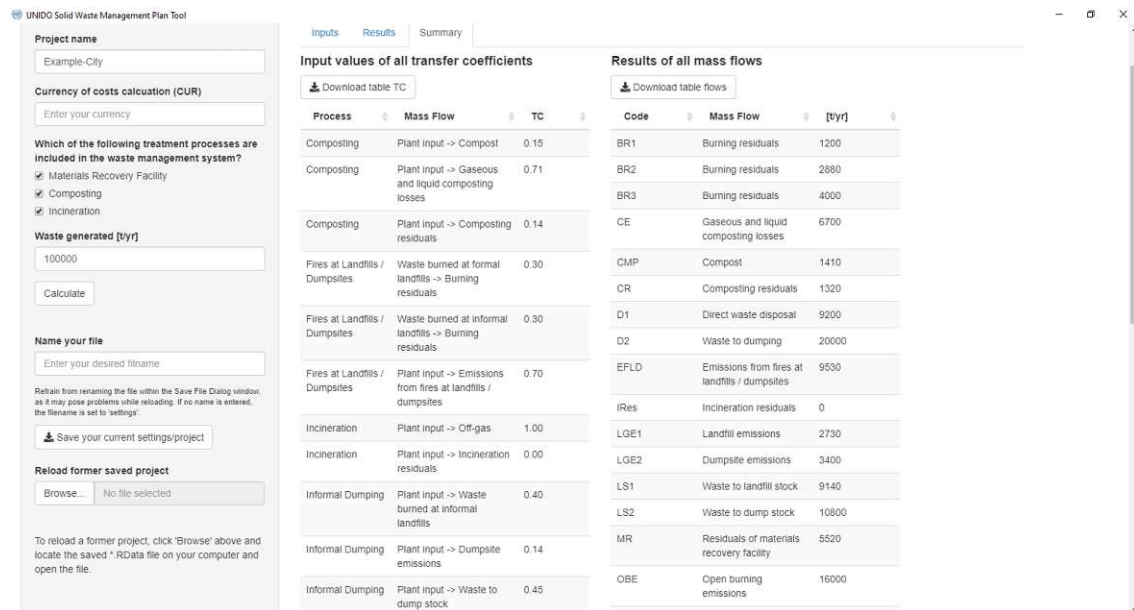 UNIDO Solid Waste Management Plan Tool
Project name
Example-City
Currency of costs calcuation (CUR)
Enter your currency
Which of the following treatment processes are
included in the waste management system?
Materials Recovery Facility
Composting
Incineration
Waste generated [t/yr]
100000
Calculate
Name your file
Enter your desired filname
Refrain from renaming the file within the Save File Dialog window,
as it may pose problems while reloading. If no name is entered,
the filename is set to 'settings'.
Save your current settings/project
Reload former saved project
Browse... No file selected
To reload a former project, click 'Browse' above and
locate the saved *.RData file on your computer and
open the file.
Inputs Results Summary
Input values of all transfer coefficients
Download table TC
Process Mass Flow TC
Composting Plant input -> Compost 0.15
Composting Plant input -> Gaseous 0.71
and liquid composting
losses
Composting Plant input -> Composting 0.14
residuals
Fires at Landfills / Waste burned at formal 0.30
Dumpsites landfills -> Burning
residuals
Fires at Landfills / Waste burned at informal 0.30
Dumpsites landfills -> Burning
residuals
Fires at Landfills / Plant input -> Emissions 0.70
Dumpsites from fires at landfills /
dumpsites
Incineration Plant input -> Off-gas 1.00
Incineration Plant input -> Incineration 0.00
residuals
Informal Dumping Plant input -> Waste 0.40
burned at informal
landfills
Informal Dumping Plant input -> Dumpsite 0.14
emissions
Informal Dumping Plant input -> Waste to 0.45
dump stock
Results of all mass flows
Download table flows
Code Mass Flow [t/yr]
BR1 Burning residuals 1200
BR2 Burning residuals 2880
BR3 Burning residuals 4000
CE Gaseous and liquid 6700
composting losses
CMP Compost 1410
CR Composting residuals 1320
D1 Direct waste disposal 9200
D2 Waste to dumping 20000
EFLD Emissions from fires at 9530
landfills / dumpsites
IRes Incineration residuals 0
LGE1 Landfill emissions 2730
LGE2 Dumpsite emissions 3400
LS1 Waste to landfill stock 9140
LS2 Waste to dump stock 10800
MR Residuals of materials 5520
recovery facility
OBE Open burning 16000
emissions